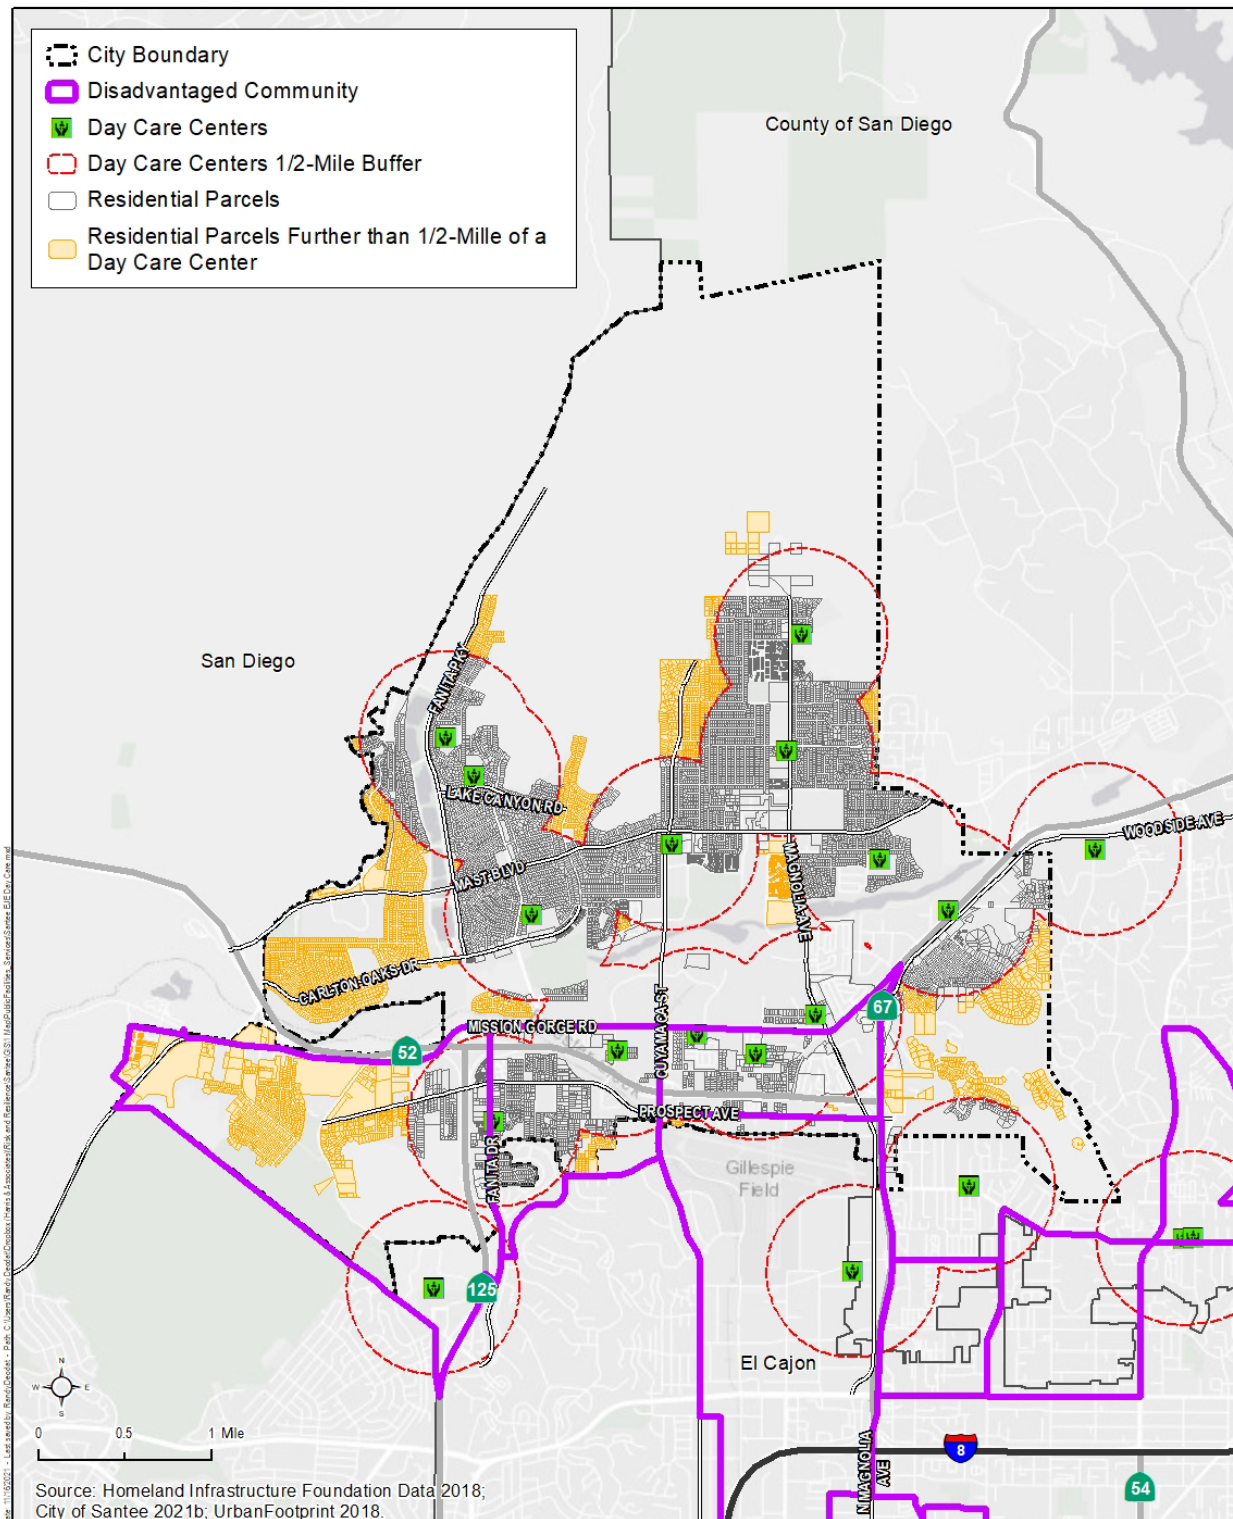 City Boundary
Disadvantaged Community
Day Care Centers
Day Care Centers 1/2-Mile Buffer
Residential Parcels
Residential Parcels Further than 1/2-Mille of a
Day Care Center
County of San Diego
San Diego
FANITA PKY
LAKE CANYON RD
MAST BLVD
WOODSIDE AVE
MAGNOLIA AVE
CARLTON OAKS DR
CUYAMACA ST
MISSION GORGE RD
67
52
PROSPECT AVE
FANITA DR
Gillespie
Field
125
El Cajon
N MAGNOLIA
AVE
8
54
N
W
E
S
0
0.5
1 Mile
Source: Homeland Infrastructure Foundation Data 2018;
City of Santee 2021b; UrbanFootprint 2018.